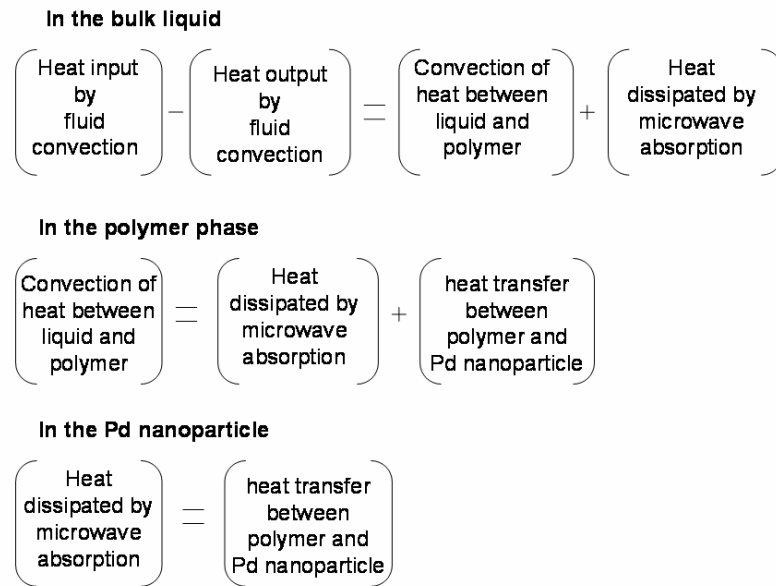 In the bulk liquid
Heat input
by
fluid
convection
−
Heat output
by
fluid
convection
=
Convection of
heat between
liquid and
polymer
+
Heat
dissipated by
microwave
absorption
In the polymer phase
Convection of
heat between
liquid and
polymer
=
Heat
dissipated by
microwave
absorption
+
heat transfer
between
polymer and
Pd nanoparticle
In the Pd nanoparticle
Heat
dissipated by
microwave
absorption
=
heat transfer
between
polymer and
Pd nanoparticle